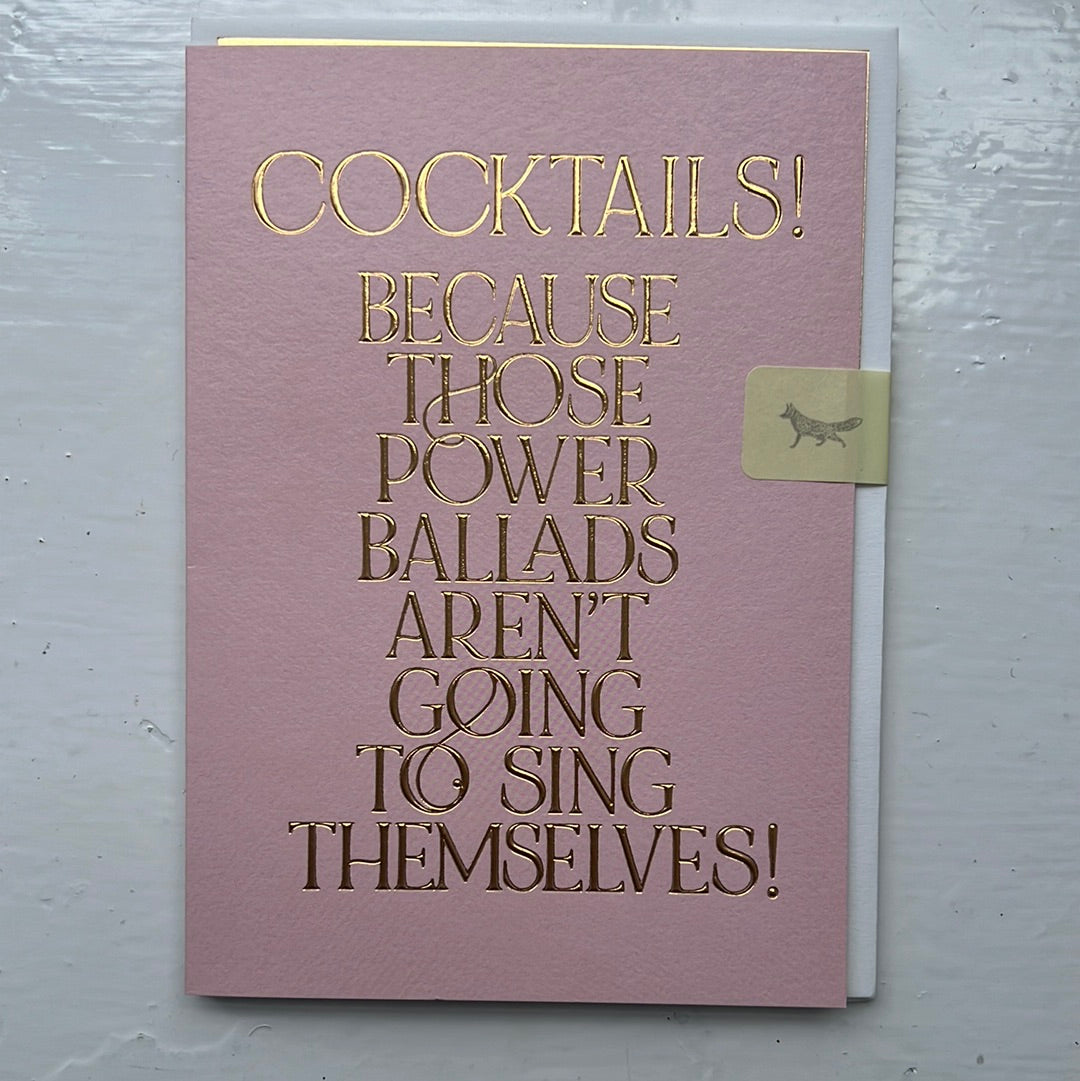 COCKTAILS!
BECAUSE
THOSE
POWER
BALLADS
AREN'T
GOING
TO SING
THEMSELVES!